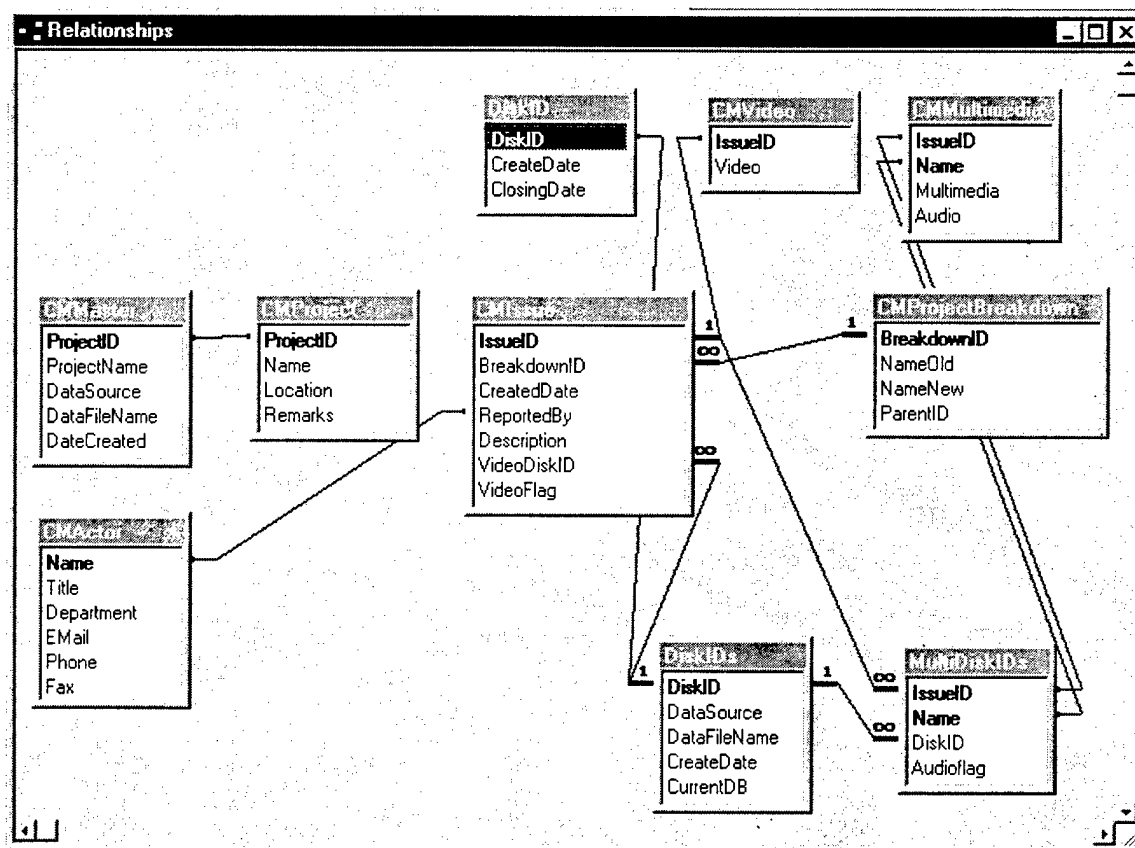 Relationships
DiskID
DiskID
CreateDate
ClosingDate
CMVideo
IssueID
Video
CMMultimedia
IssueID
Name
Multimedia
Audio
CMMaster
ProjectID
ProjectName
DataSource
DataFileName
DateCreated
CMProject
ProjectID
Name
Location
Remarks
CMIssue
IssueID
BreakdownID
CreatedDate
ReportedBy
Description
VideoDiskID
VideoFlag
1
∞
∞
1
CMProjectBreakdown
BreakdownID
NameOld
NameNew
ParentID
CMActor
Name
Title
Department
EMail
Phone
Fax
1
DiskIDs
DiskID
DataSource
DataFileName
CreateDate
CurrentDB
1
∞
∞
MultiDiskIDs
IssueID
Name
DiskID
Audioflag